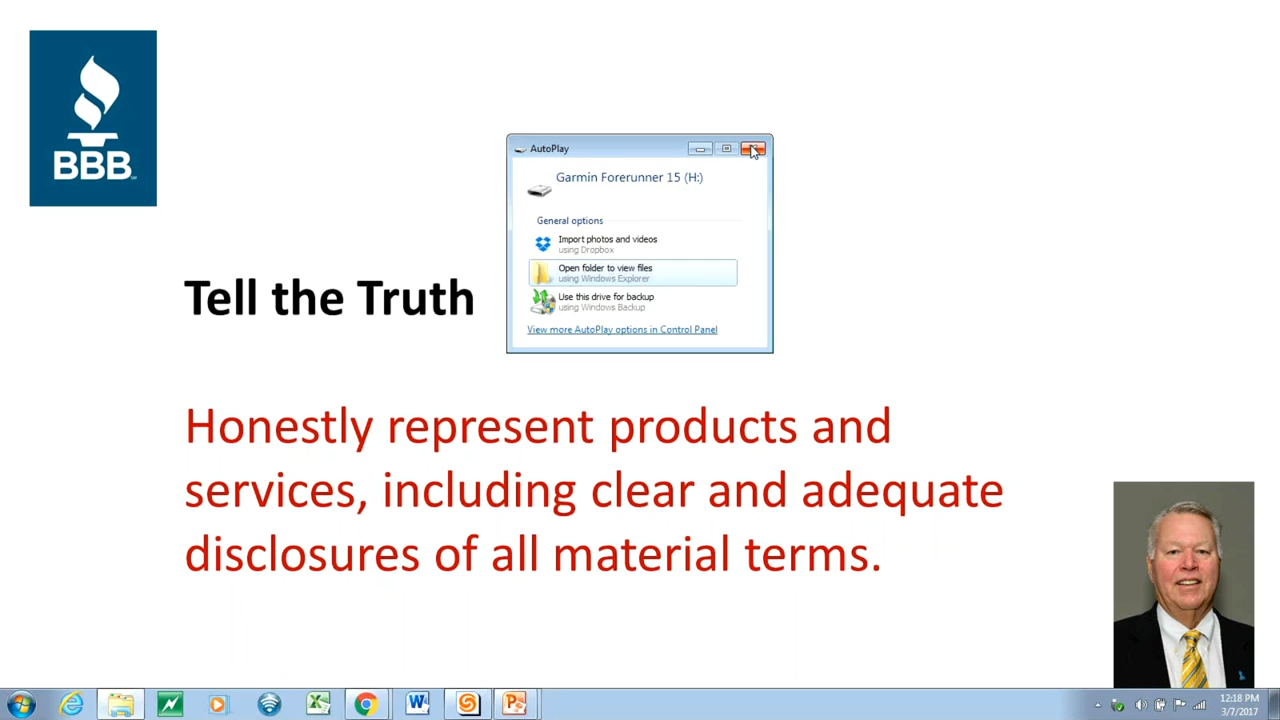 BBB
AutoPlay
Garmin Forerunner 15 (H:)
General options
Import photos and videos
using Dropbox
Open folder to view files
using Windows Explorer
Use this drive for backup
using Windows Backup
View more AutoPlay options in Control Panel
Tell the Truth
Honestly represent products and
services, including clear and adequate
disclosures of all material terms.
12:18 PM
3/7/2017